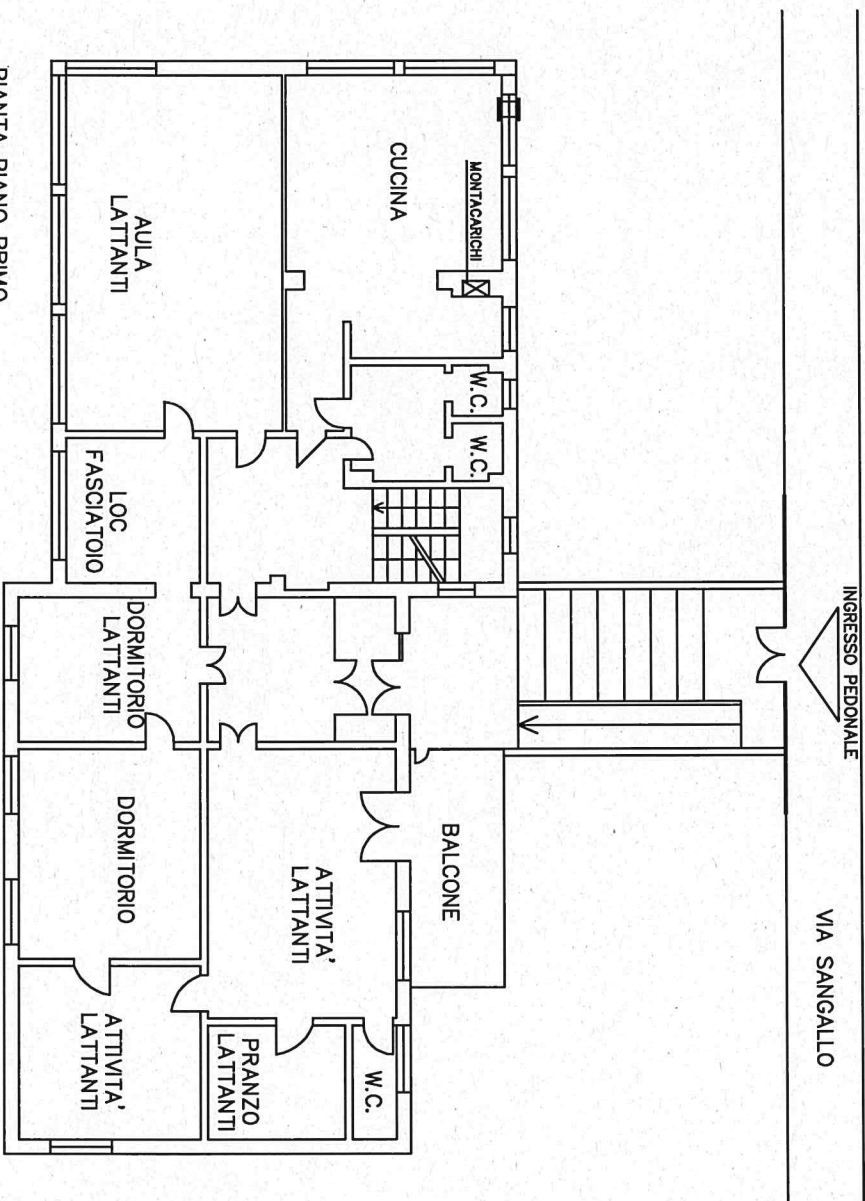 INGRESSO PEDONALE
VIA SANGALLO
MONTACARICHI
CUCINA
W.C.
W.C.
BALCONE
AULA
LATTANTI
LOC
FASCIATOIO
DORMITORIO
LATTANTI
DORMITORIO
ATTIVITA'
LATTANTI
W.C.
PRANZO
LATTANTI
ATTIVITA'
LATTANTI
PIANTA PIANO PRIMO